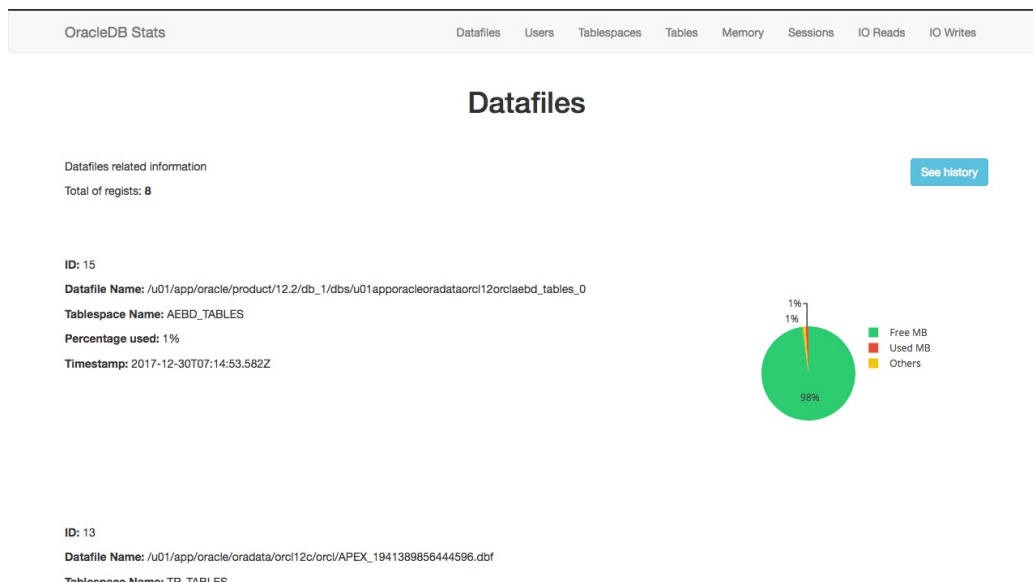 OracleDB Stats Datafiles Users Tablespaces Tables Memory Sessions IO Reads IO Writes
Datafiles
Datafiles related information
See history
Total of regists: 8
ID: 15
Datafile Name: /u01/app/oracle/product/12.2/db_1/dbs/u01apporacleoradataorcl12orclaebd_tables_0
Tablespace Name: AEBD_TABLES
Percentage used: 1%
Timestamp: 2017-12-30T07:14:53.582Z
1%
1%
98%
Free MB
Used MB
Others
ID: 13
Datafile Name: /u01/app/oracle/oradata/orcl12c/orcl/APEX_1941389856444596.dbf
Tablespace Name: TP_TABLES